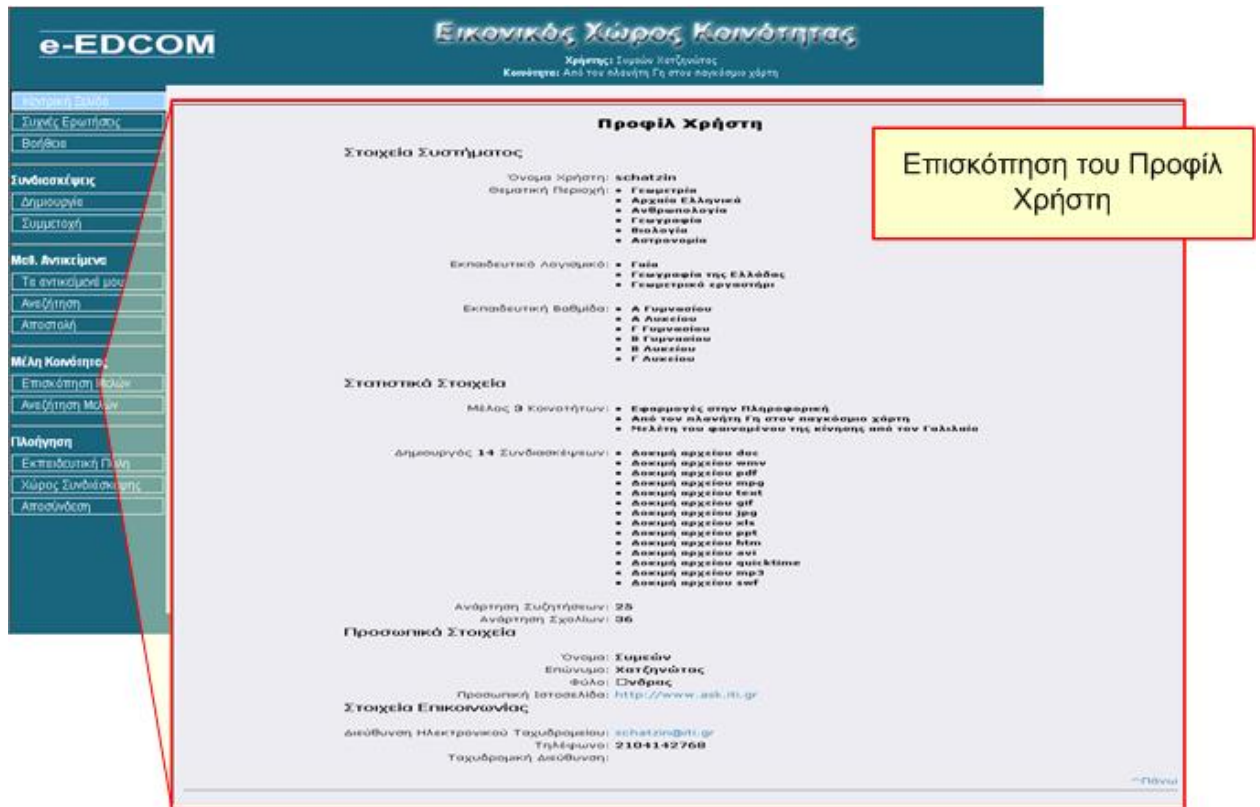 e-EDCOM
Εικονικός Χώρος Κοινότητας
Χρήστης: Συμεών Χατζηνώτας
Κοινότητα: Από τον πλανήτη Γη στον παγκόσμιο χάρτη
Κεντρική Σελίδα
Συχνές Ερωτήσεις
Βοήθεια
Συνδιασκέψεις
Δημιουργία
Συμμετοχή
Μαθ. Αντικείμενα
Τα αντικείμενά μου
Αναζήτηση
Αποστολή
Μέλη Κοινότητας
Επισκόπηση Μελών
Αναζήτηση Μελών
Πλοήγηση
Εκπαιδευτική Πύλη
Χώρος Συνδιάσκεψης
Αποσύνδεση
Προφίλ Χρήστη
Στοιχεία Συστήματος
Όνομα Χρήστη: schatzin
Θεματική Περιοχή: • Γεωμετρία
• Αρχαία Ελληνικά
• Ανθρωπολογία
• Γεωγραφία
• Βιολογία
• Αστρονομία
Εκπαιδευτικό Λογισμικό: • Γαία
• Γεωγραφία της Ελλάδας
• Γεωμετρικό εργαστήρι
Εκπαιδευτική Βαθμίδα: • Α Γυμνασίου
• Α Λυκείου
• Γ Γυμνασίου
• Β Γυμνασίου
• Β Λυκείου
• Γ Λυκείου
Στατιστικά Στοιχεία
Μέλος 3 Κοινοτήτων: • Εφαρμογές στην Πληροφορική
• Από τον πλανήτη Γη στον παγκόσμιο χάρτη
• Μελέτη του φαινομένου της κίνησης από τον Γαλιλαίο
Δημιουργός 14 Συνδιασκέψεων: • Δοκιμή αρχείου doc
• Δοκιμή αρχείου wmv
• Δοκιμή αρχείου pdf
• Δοκιμή αρχείου mpg
• Δοκιμή αρχείου text
• Δοκιμή αρχείου gif
• Δοκιμή αρχείου jpg
• Δοκιμή αρχείου xls
• Δοκιμή αρχείου ppt
• Δοκιμή αρχείου htm
• Δοκιμή αρχείου avi
• Δοκιμή αρχείου quicktime
• Δοκιμή αρχείου mp3
• Δοκιμή αρχείου swf
Ανάρτηση Συζητήσεων: 25
Ανάρτηση Σχολίων: 36
Προσωπικά Στοιχεία
Όνομα: Συμεών
Επώνυμο: Χατζηνώτας
Φύλο: □νδρας
Προσωπική Ιστοσελίδα: http://www.ask.iti.gr
Στοιχεία Επικοινωνίας
Διεύθυνση Ηλεκτρονικού Ταχυδρομείου: schatzin@iti.gr
Τηλέφωνο: 2104142768
Ταχυδρομική Διεύθυνση:
^Πάνω
Επισκόπηση του Προφίλ
Χρήστη